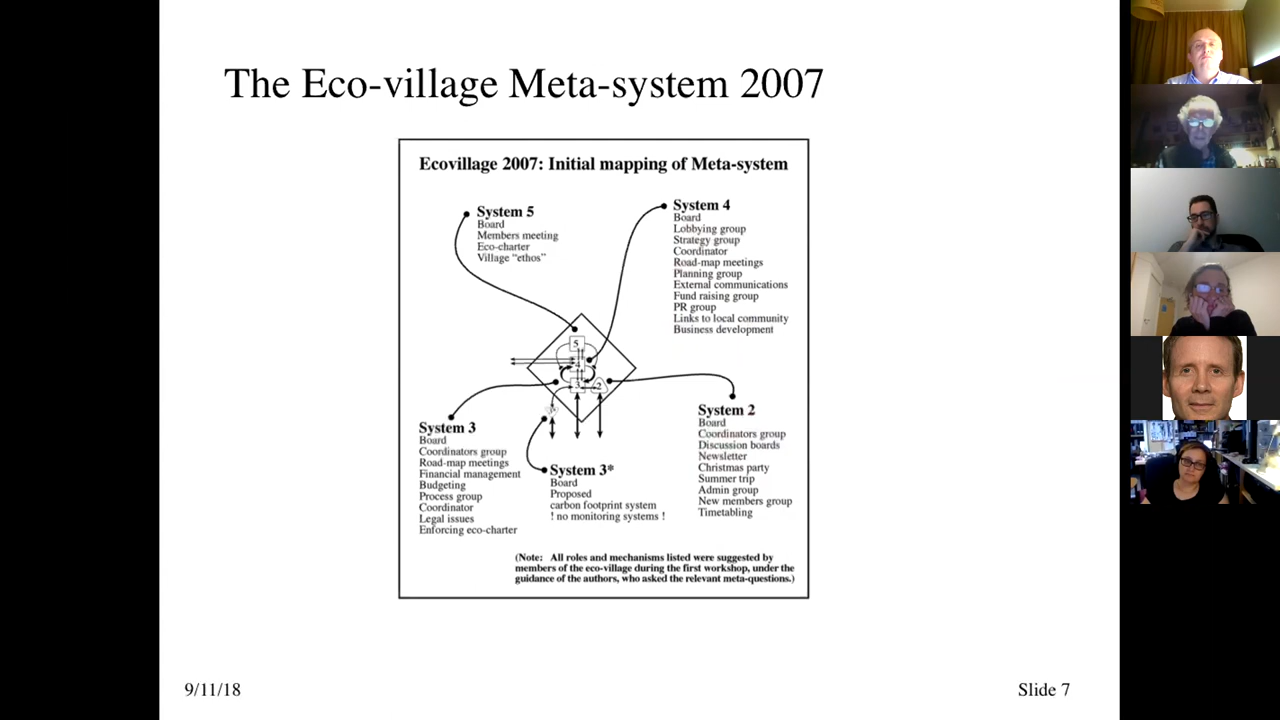 The Eco-village Meta-system 2007
Ecovillage 2007: Initial mapping of Meta-system
System 5
Board
Members meeting
Eco-charter
Village "ethos"
System 4
Board
Lobbying group
Strategy group
Coordinator
Road-map meetings
Planning group
External communications
Fund raising group
PR group
Links to local community
Business development
5
3
2
System 3
Board
Coordinators group
Road-map meetings
Financial management
Budgeting
Process group
Coordinator
Legal issues
Enforcing eco-charter
System 3*
Board
Proposed
carbon footprint system
! no monitoring systems !
System 2
Board
Coordinators group
Discussion boards
Newsletter
Christmas party
Summer trip
Admin group
New members group
Timetabling
(Note: All roles and mechanisms listed were suggested by
members of the eco-village during the first workshop, under the
guidance of the authors, who asked the relevant meta-questions.)
9/11/18
Slide 7